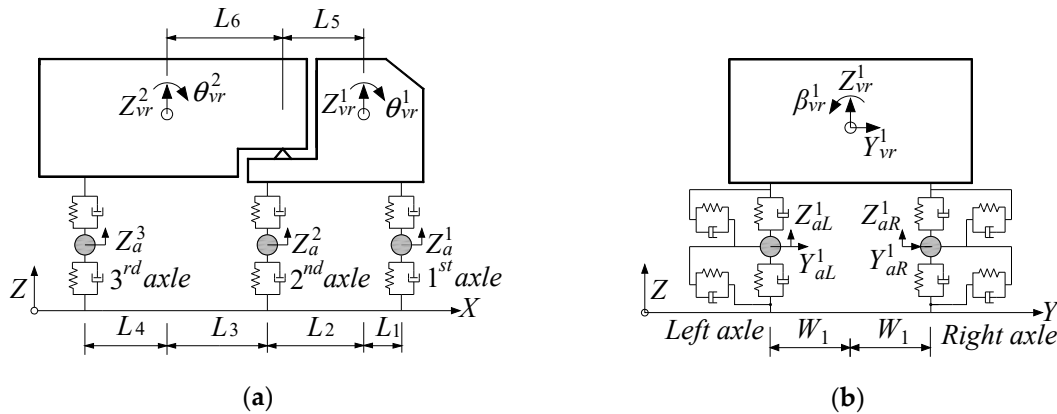 L6 L5
Z²vr θ²vr Z¹vr θ¹vr
Z³a Z²a Z¹a
3rd axle 2nd axle 1st axle
Z X
L4 L3 L2 L1
(a)
Z¹vr
β¹vr
Y¹vr
Z¹aL Z¹aR
Y¹aL Y¹aR
Z Y
Left axle W1 W1 Right axle
(b)